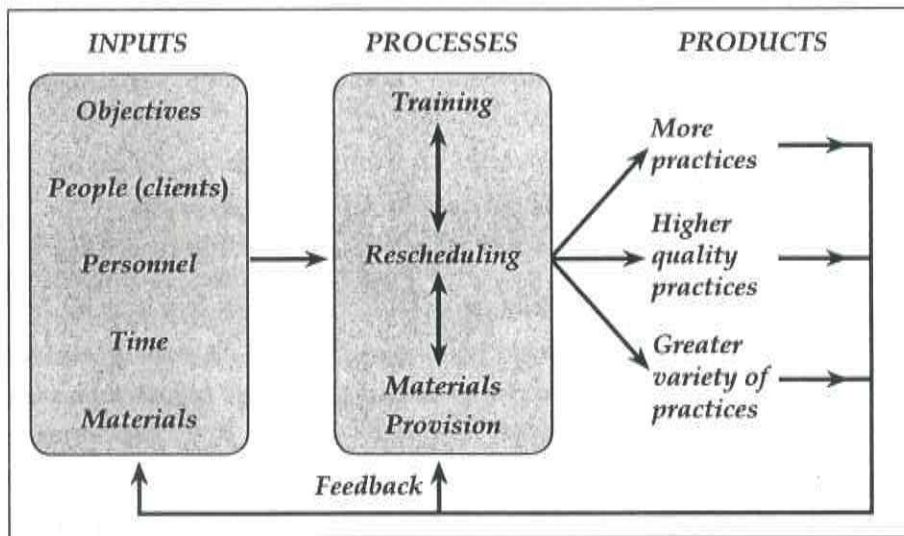 INPUTS
Objectives
People (clients)
Personnel
Time
Materials
PROCESSES
Training
Rescheduling
Materials
Provision
PRODUCTS
More
practices
Higher
quality
practices
Greater
variety of
practices
Feedback